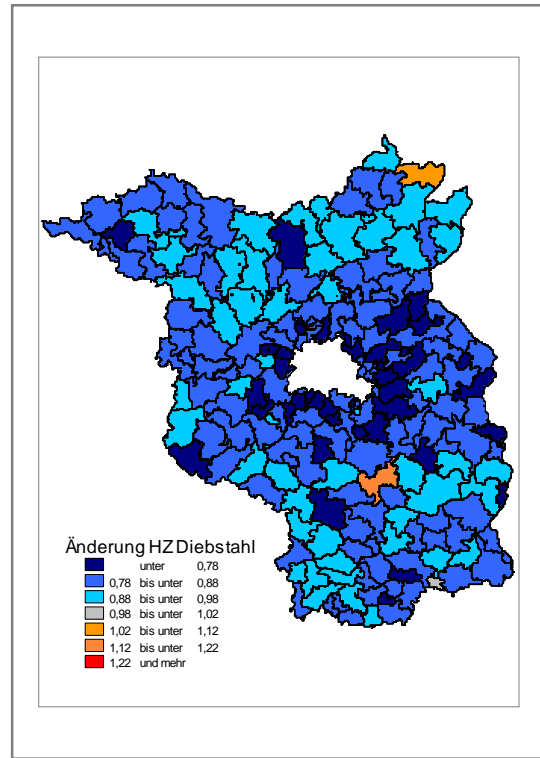 Änderung HZ Diebstahl
unter 0,78
0,78 bis unter 0,88
0,88 bis unter 0,98
0,98 bis unter 1,02
1,02 bis unter 1,12
1,12 bis unter 1,22
1,22 und mehr